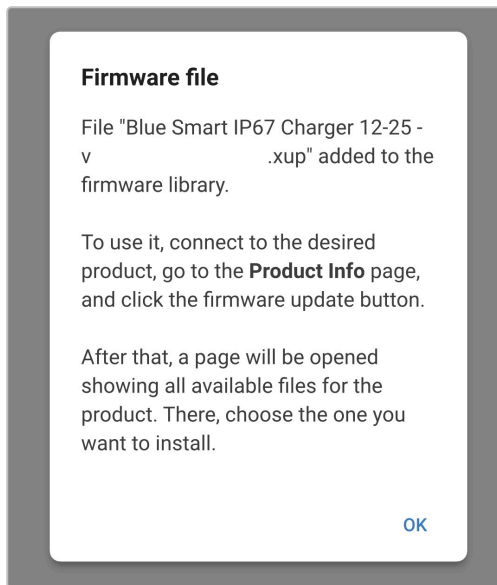 Firmware file
File "Blue Smart IP67 Charger 12-25 -
v .xup" added to the
firmware library.
To use it, connect to the desired
product, go to the Product Info page,
and click the firmware update button.
After that, a page will be opened
showing all available files for the
product. There, choose the one you
want to install.
OK